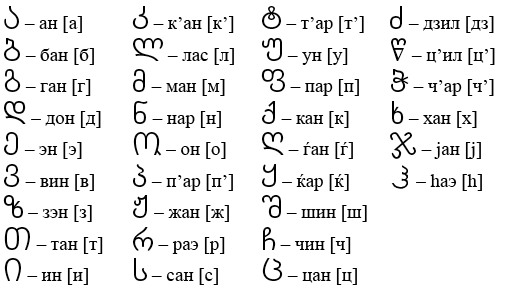 ა – ан [а]
ბ – бан [б]
გ – ган [г]
დ – дон [д]
ე – эн [э]
ვ – вин [в]
ზ – зэн [з]
თ – тан [т]
ი – ин [и]
კ – к’ан [к’]
ლ – лас [л]
მ – ман [м]
ნ – нар [н]
ო – он [о]
პ – п’ар [п’]
ჟ – жан [ж]
რ – раэ [р]
ს – сан [с]
ტ – т’ар [т’]
უ – ун [у]
ფ – пар [п]
ქ – кан [к]
ღ – ѓан [ѓ]
ყ – ќар [ќ]
შ – шин [ш]
ჩ – чин [ч]
ც – цан [ц]
ძ – дзил [дз]
წ – ц’ил [ц’]
ჭ – ч’ар [ч’]
ხ – хан [х]
ჯ – јан [ј]
ჰ – һаэ [һ]